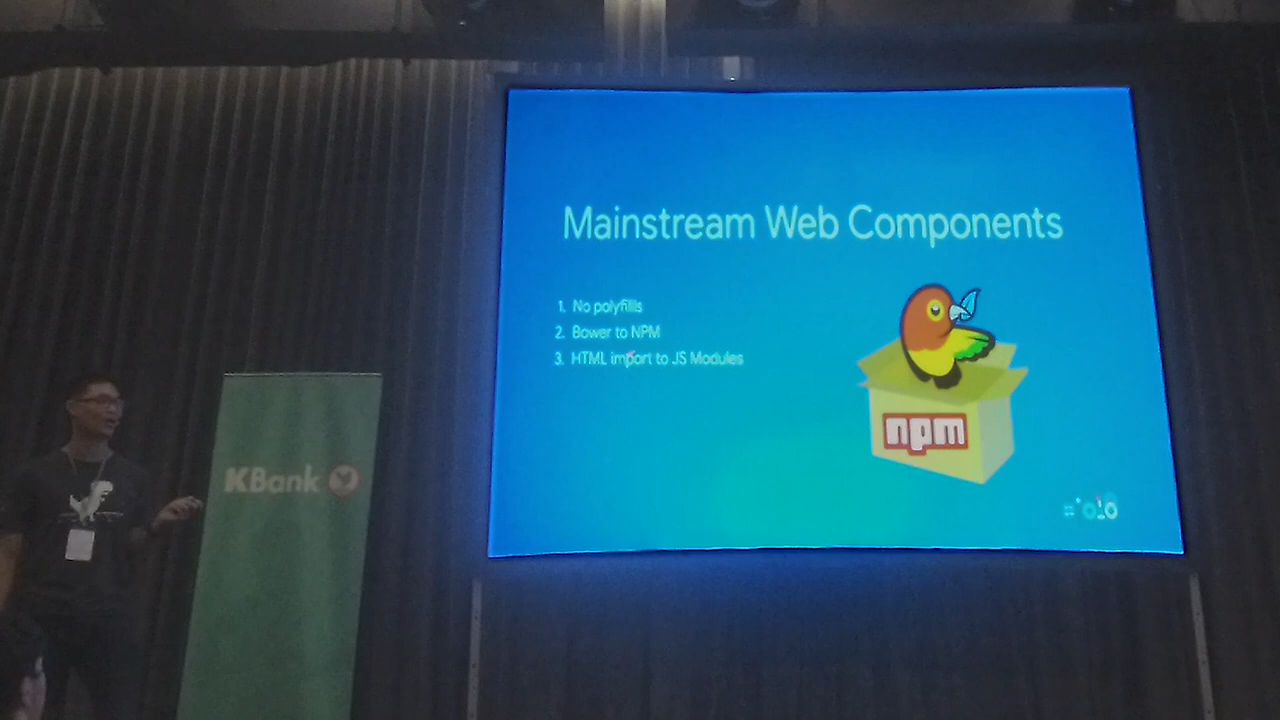 Mainstream Web Components
1. No polyfills
2. Bower to NPM
3. HTML import to JS Modules
npm
KBank